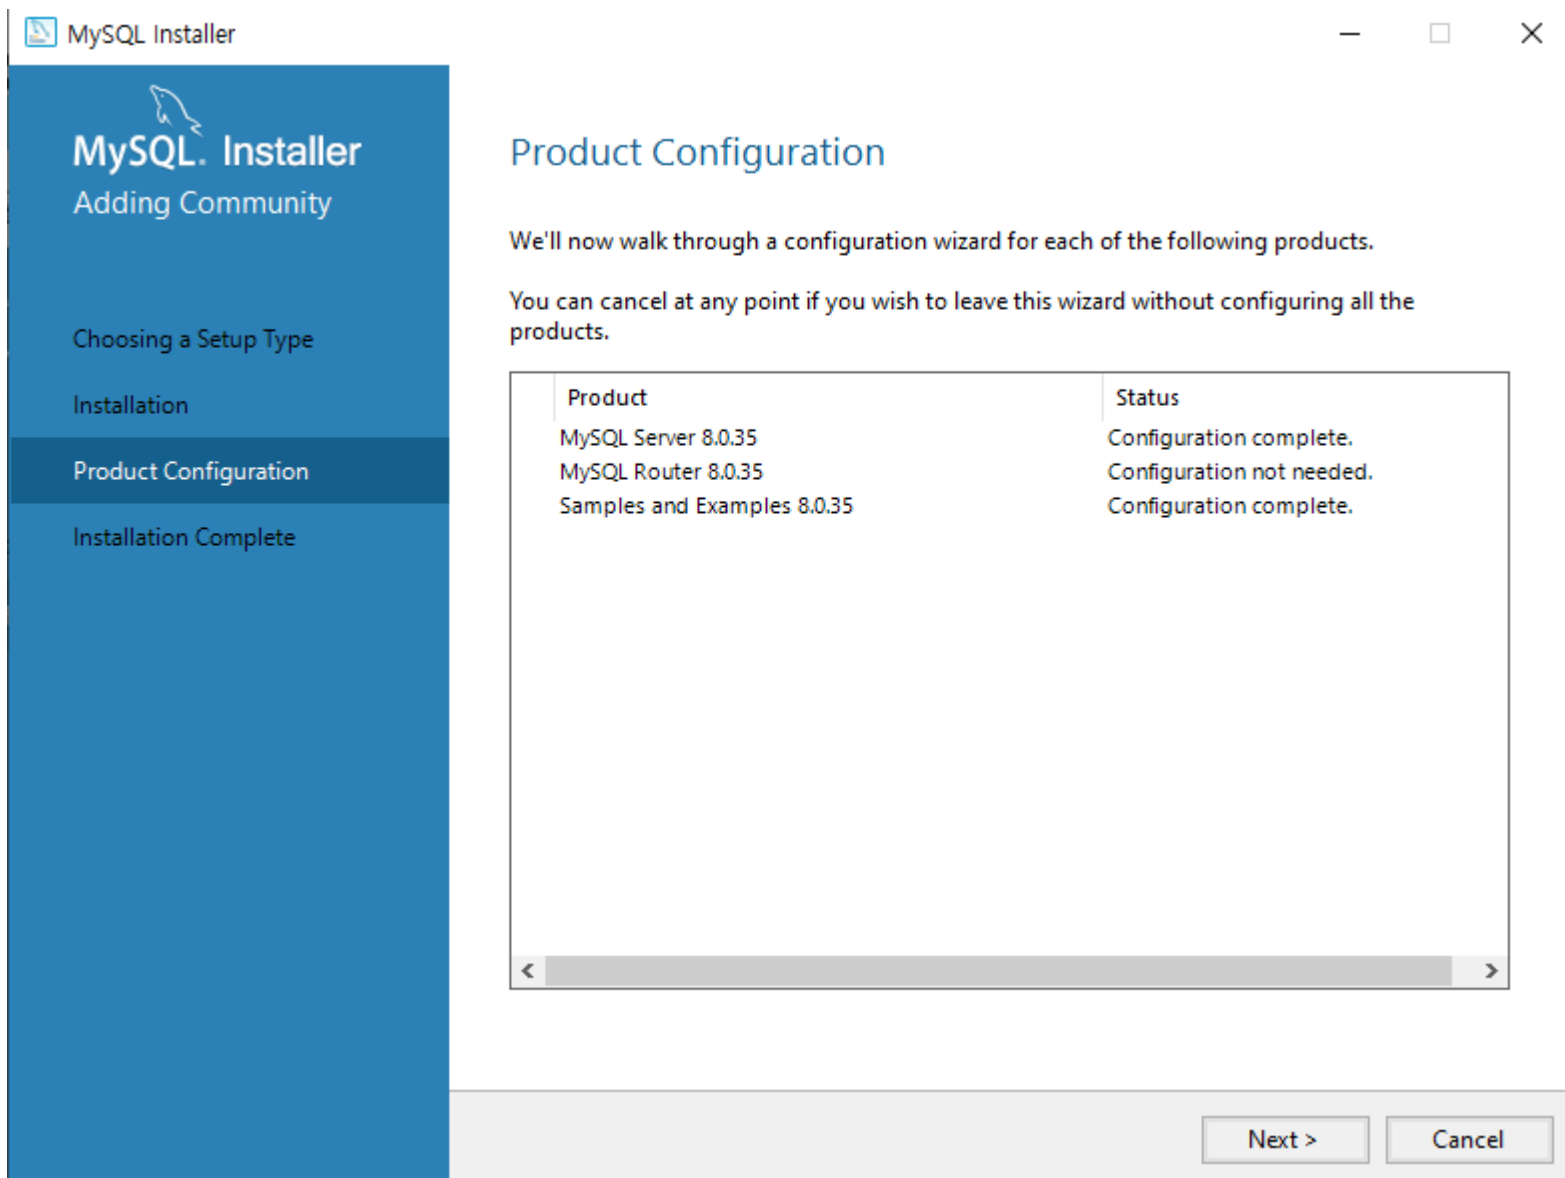 MySQL Installer
MySQL. Installer
Adding Community
Choosing a Setup Type
Installation
Product Configuration
Installation Complete
Product Configuration
We'll now walk through a configuration wizard for each of the following products.
You can cancel at any point if you wish to leave this wizard without configuring all the
products.
Product Status
MySQL Server 8.0.35 Configuration complete.
MySQL Router 8.0.35 Configuration not needed.
Samples and Examples 8.0.35 Configuration complete.
Next > Cancel